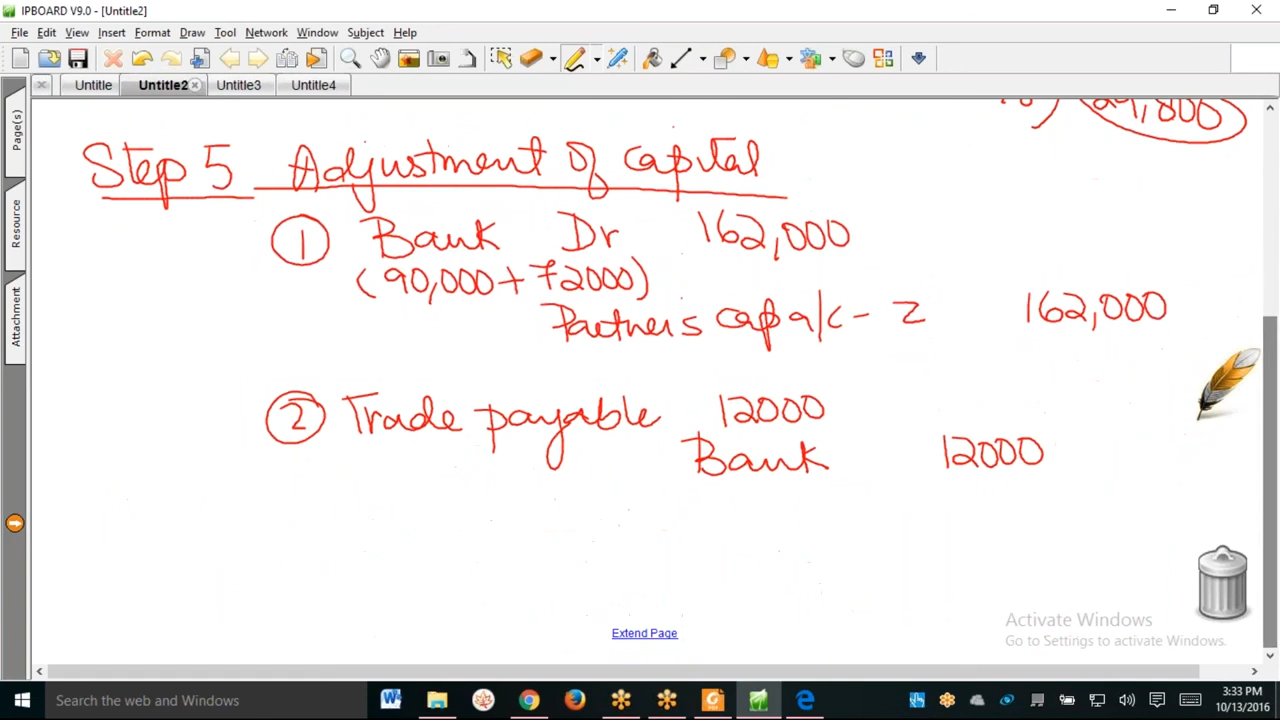 IPBOARD V9.0 - [Untitle2]
File Edit View Insert Format Draw Tool Network Window Subject Help
Untitle Untitle2 Untitle3 Untitle4
Page(s)
Resource
Attachment
29,800
Step 5 Adjustment of capital
1 Bank Dr 162,000
(90,000+72000)
Partners cap a/c - Z 162,000
2 Trade payable 12000
Bank 12000
Extend Page
Activate Windows
Go to Settings to activate Windows.
Search the web and Windows
3:33 PM
10/13/2016